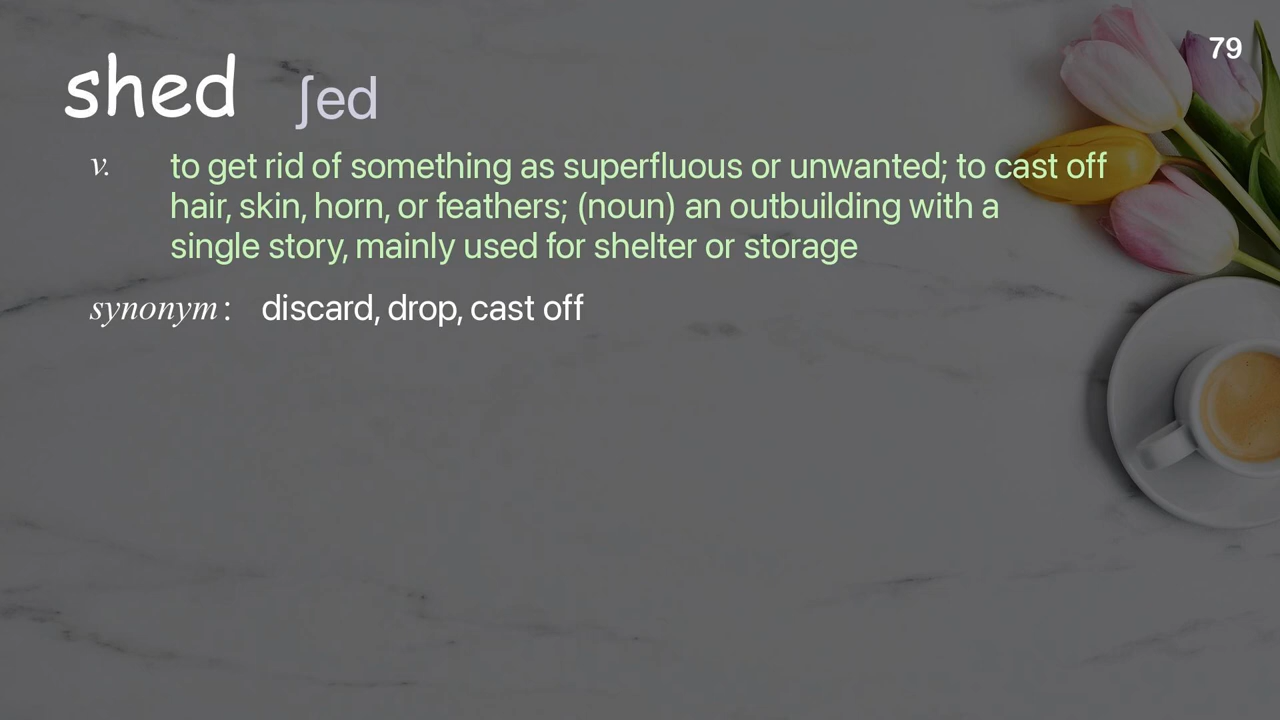 79
shed ʃed
v. to get rid of something as superfluous or unwanted; to cast off
hair, skin, horn, or feathers; (noun) an outbuilding with a
single story, mainly used for shelter or storage
synonym : discard, drop, cast off